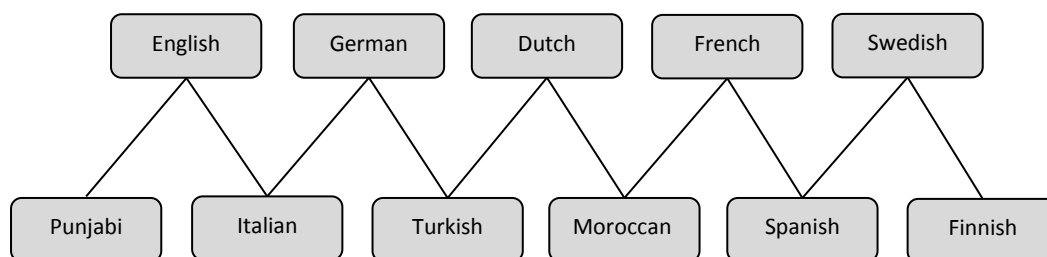 English German Dutch French Swedish
Punjabi Italian Turkish Moroccan Spanish Finnish